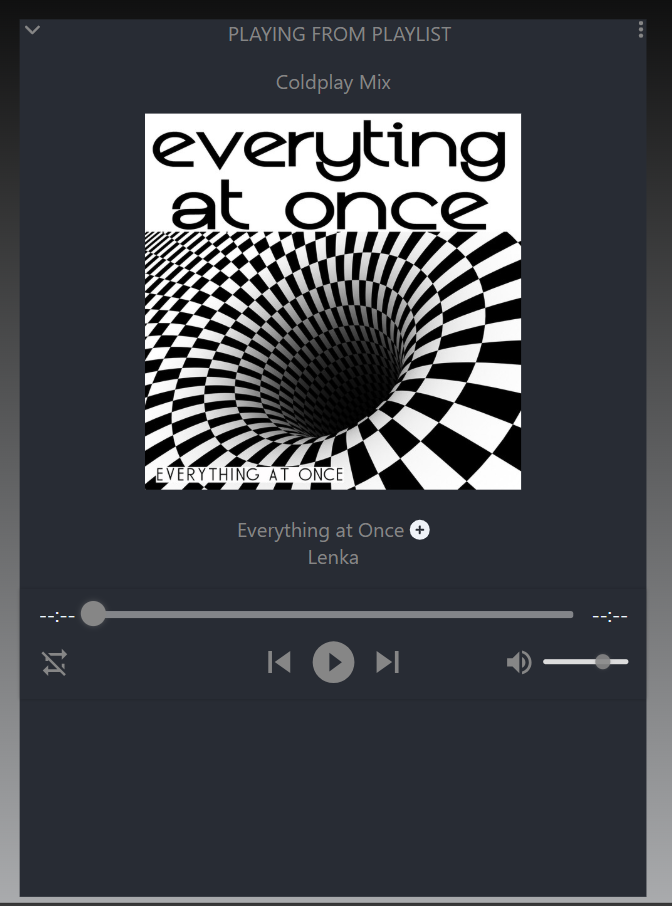 PLAYING FROM PLAYLIST
Coldplay Mix
everyting
at once
EVERYTHING AT ONCE
Everything at Once
Lenka
--:-- --:--